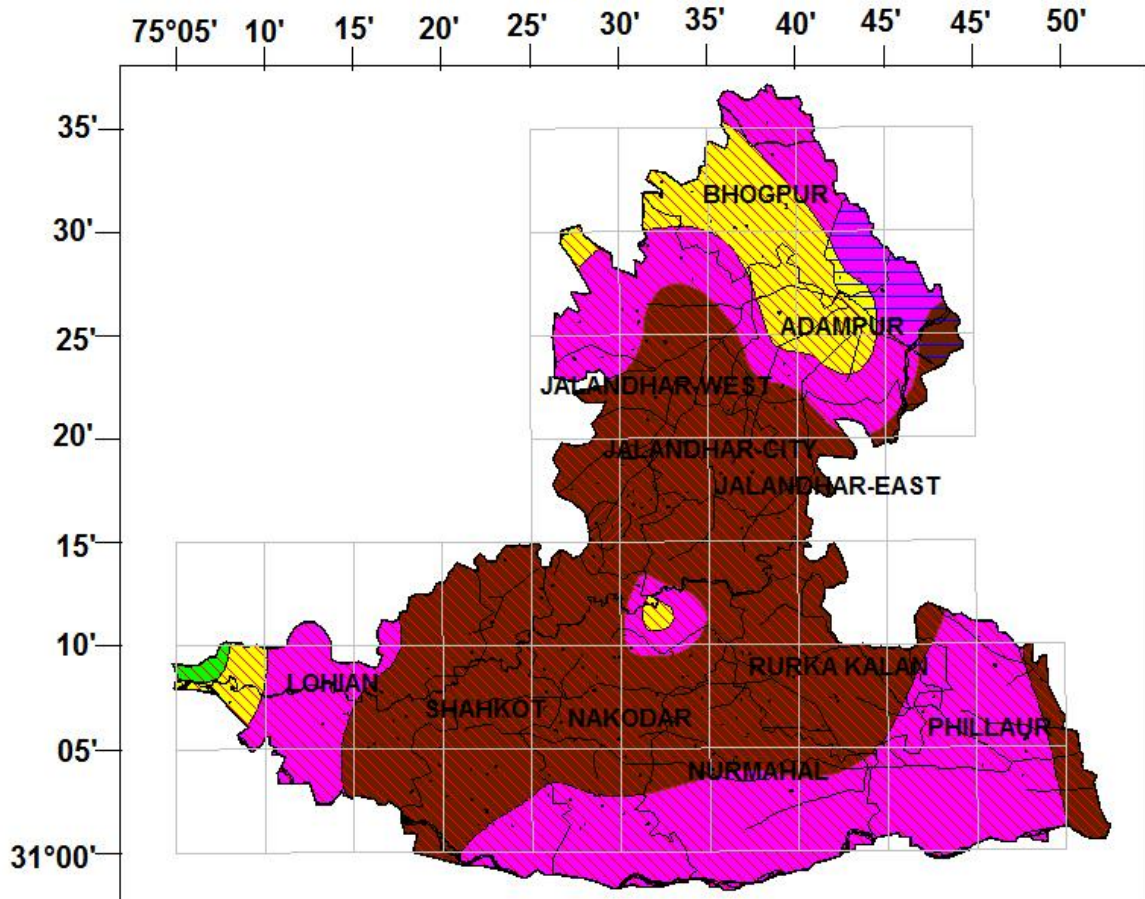 75°05' 10' 15' 20' 25' 35' 40' 45' 45' 50'
35'
BHOGPUR
30'
25'
ADAMPUR
JALANDHAR-WEST
20'
JALANDHAR-CITY
JALANDHAR-EAST
15'
10'
RURKA KALAN
LOHIAN
SHAHKOT
NAKODAR
PHILLAUR
05'
NURMAHAL
31°00'